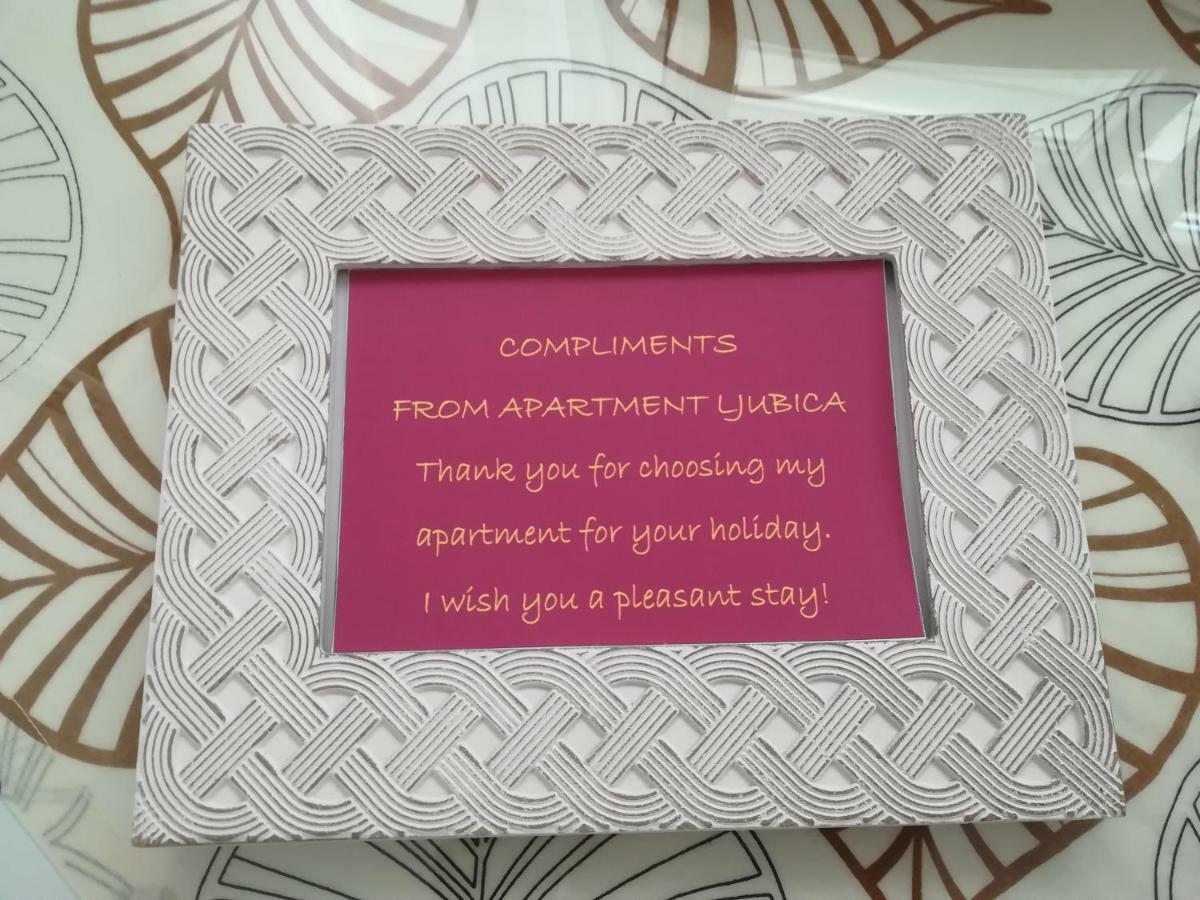 COMPLIMENTS
FROM APARTMENT LJUBICA
Thank you for choosing my
apartment for your holiday.
I wish you a pleasant stay!